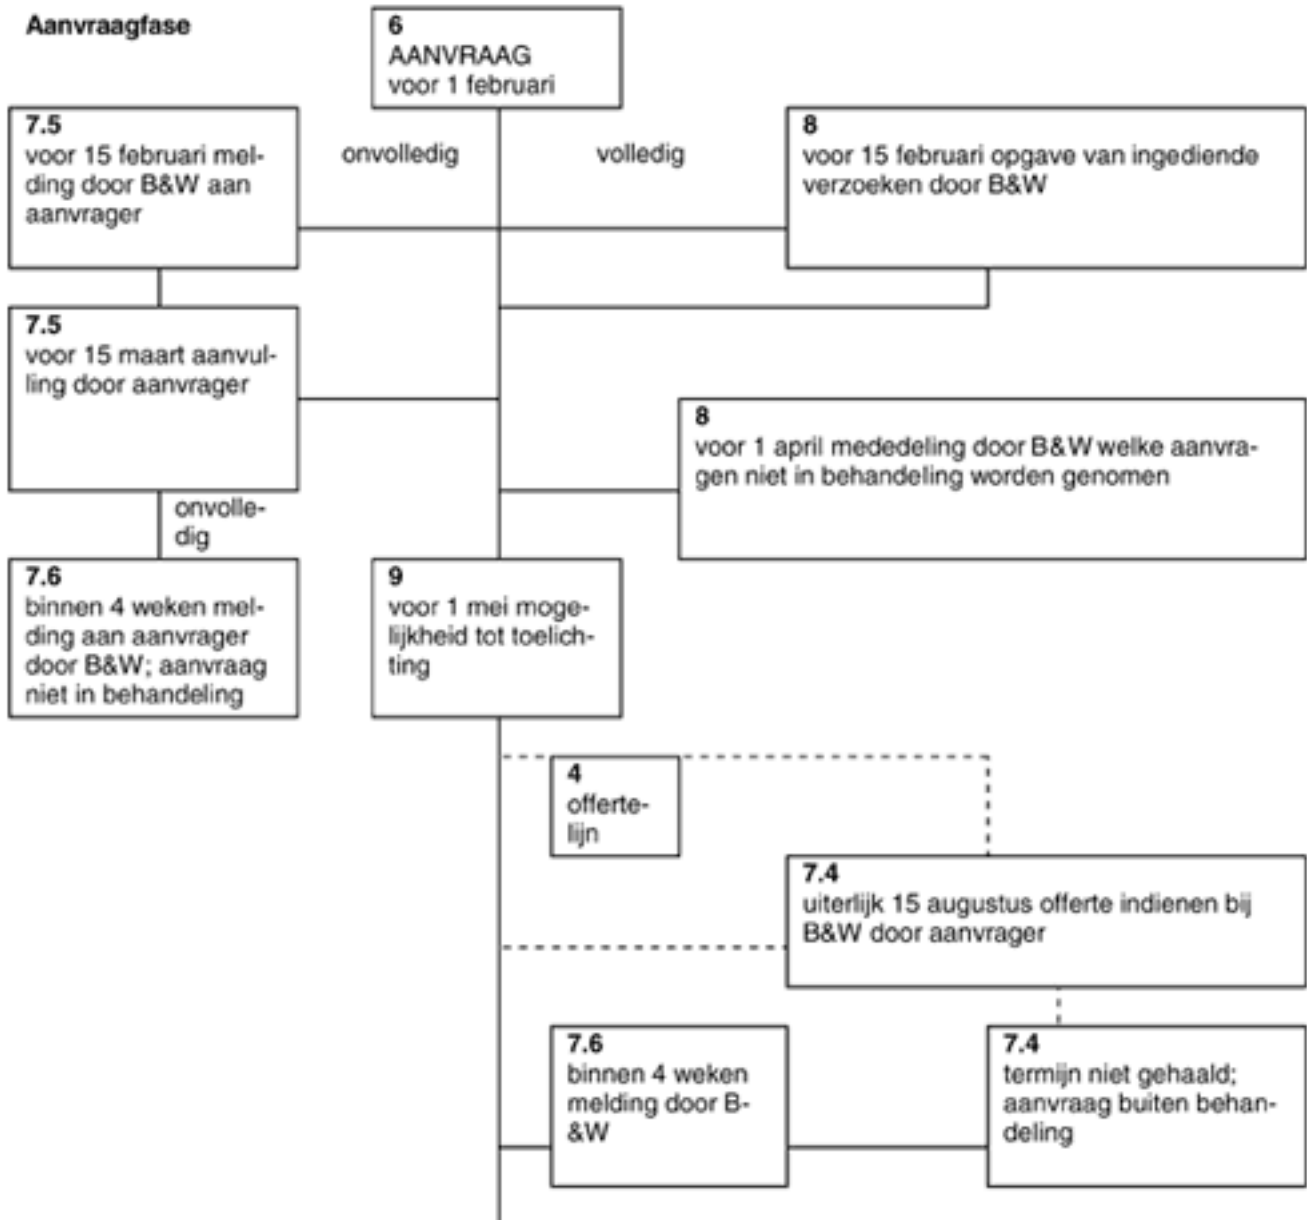 Aanvraagfase
6
AANVRAAG
voor 1 februari
7.5
voor 15 februari mel-
ding door B&W aan
aanvrager
onvolledig
volledig
8
voor 15 februari opgave van ingediende
verzoeken door B&W
7.5
voor 15 maart aanvul-
ling door aanvrager
8
voor 1 april mededeling door B&W welke aanvra-
gen niet in behandeling worden genomen
onvolle-
dig
7.6
binnen 4 weken mel-
ding aan aanvrager
door B&W; aanvraag
niet in behandeling
9
voor 1 mei moge-
lijkheid tot toelich-
ting
4
offerte-
lijn
7.4
uiterlijk 15 augustus offerte indienen bij
B&W door aanvrager
7.6
binnen 4 weken
melding door B-
&W
7.4
termijn niet gehaald;
aanvraag buiten behan-
deling